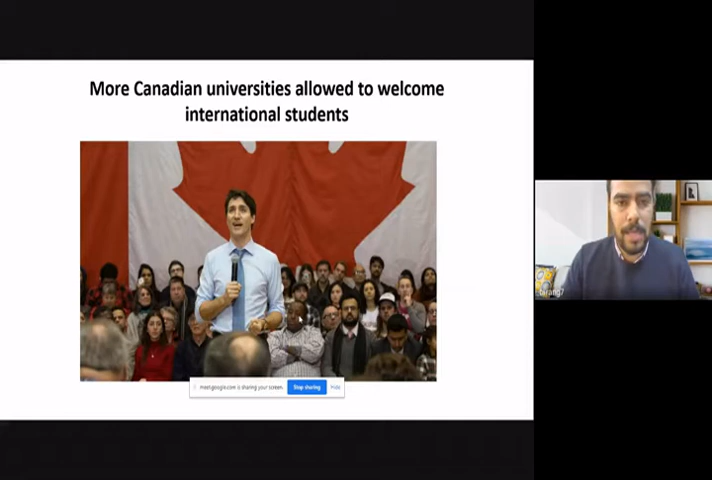 More Canadian universities allowed to welcome
international students
meet.google.com is sharing your screen.
Stop sharing
Hide